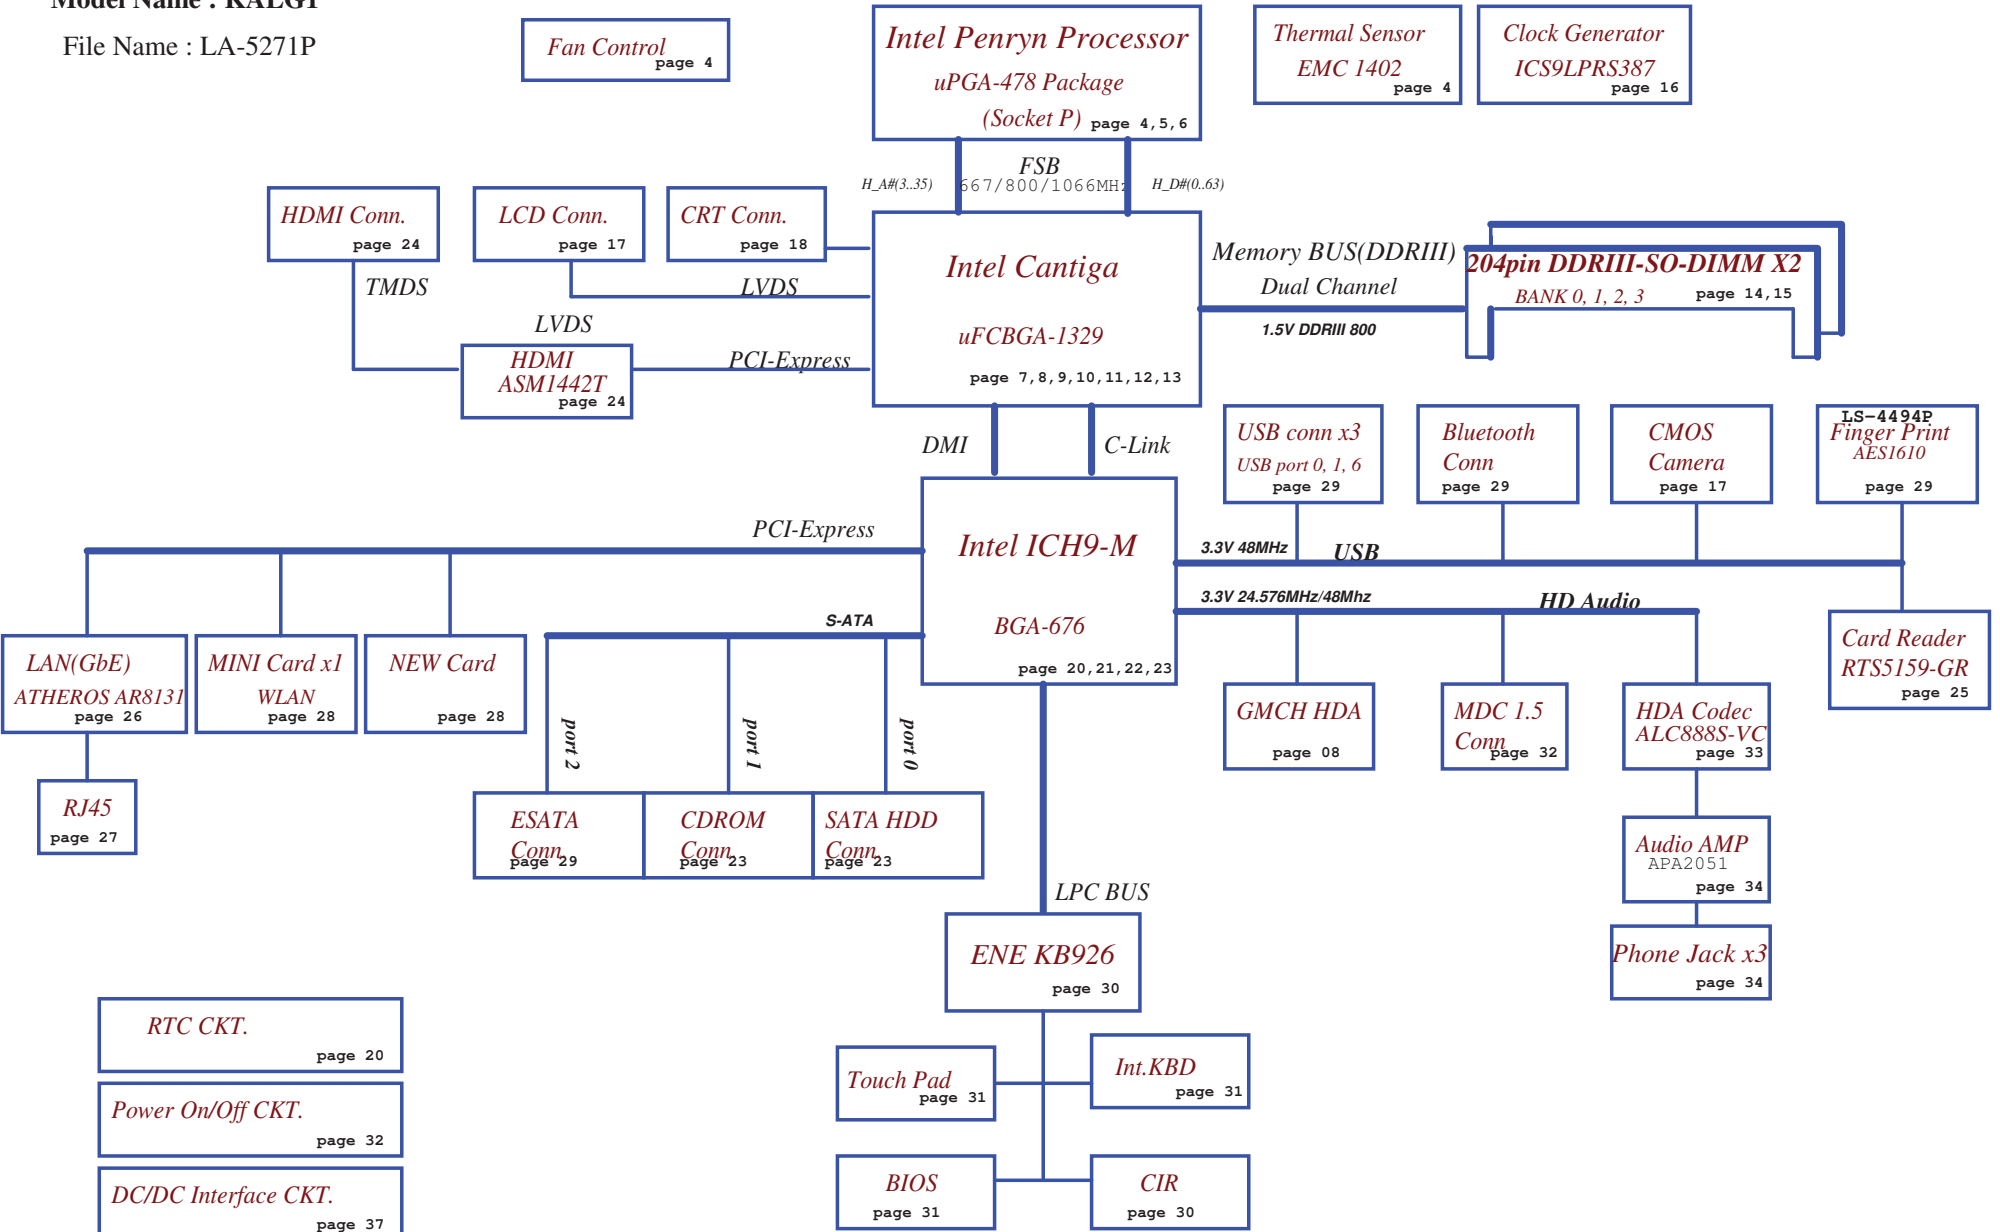 Model Name : KALG1
File Name : LA-5271P
Fan Control
page 4
Intel Penryn Processor
uPGA-478 Package
(Socket P)
page 4,5,6
Thermal Sensor
EMC 1402
page 4
Clock Generator
ICS9LPRS387
page 16
FSB
H_A#(3..35)
667/800/1066MHz
H_D#(0..63)
HDMI Conn.
page 24
LCD Conn.
page 17
CRT Conn.
page 18
TMDS
LVDS
LVDS
HDMI
ASM1442T
page 24
PCI-Express
Intel Cantiga
uFCBGA-1329
page 7,8,9,10,11,12,13
Memory BUS(DDRIII)
Dual Channel
1.5V DDRIII 800
204pin DDRIII-SO-DIMM X2
BANK 0, 1, 2, 3
page 14,15
DMI
C-Link
USB conn x3
USB port 0, 1, 6
page 29
Bluetooth
Conn
page 29
CMOS
Camera
page 17
LS-4494P
Finger Print
AES1610
page 29
PCI-Express
Intel ICH9-M
BGA-676
page 20,21,22,23
3.3V 48MHz
USB
3.3V 24.576MHz/48Mhz
HD Audio
S-ATA
LAN(GbE)
ATHEROS AR8131
page 26
MINI Card x1
WLAN
page 28
NEW Card
page 28
port 2
port 1
port 0
GMCH HDA
page 08
MDC 1.5
Conn
page 32
HDA Codec
ALC888S-VC
page 33
Card Reader
RTS5159-GR
page 25
RJ45
page 27
ESATA
Conn.
page 29
CDROM
Conn.
page 23
SATA HDD
Conn.
page 23
Audio AMP
APA2051
page 34
LPC BUS
ENE KB926
page 30
Phone Jack x3
page 34
RTC CKT.
page 20
Power On/Off CKT.
page 32
DC/DC Interface CKT.
page 37
Touch Pad
page 31
Int.KBD
page 31
BIOS
page 31
CIR
page 30